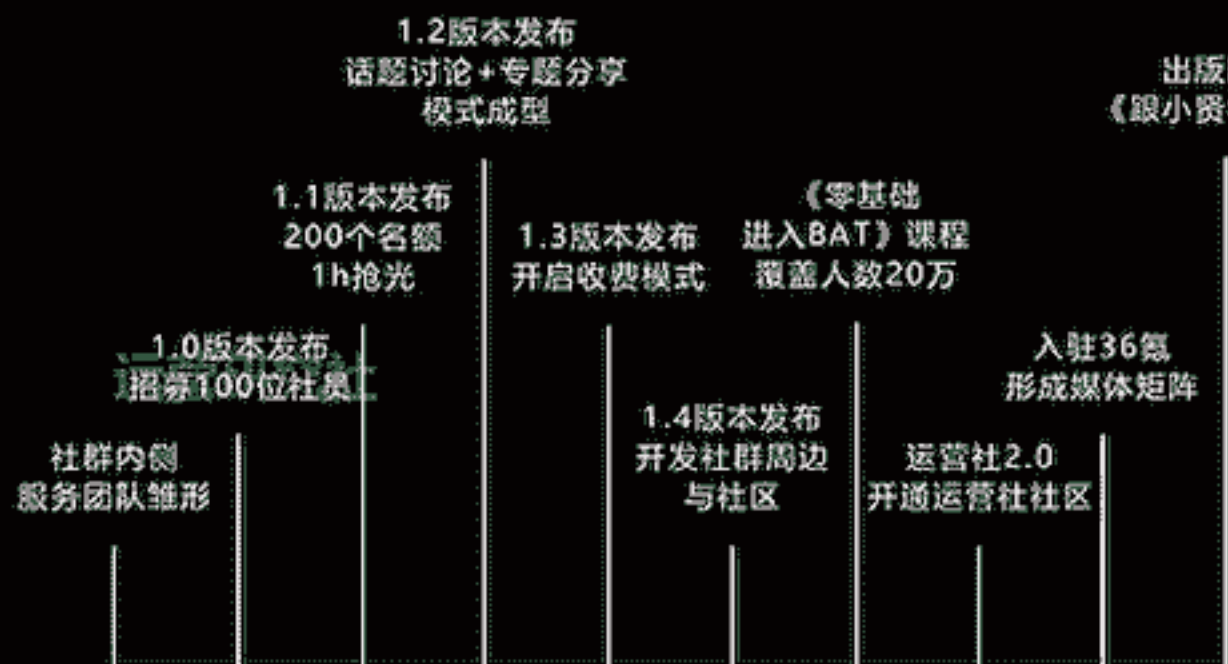 1.2版本发布
话题讨论+专题分享
模式成型
出版
《跟小贤
1.1版本发布
200个名额
1h抢光
1.3版本发布
开启收费模式
《零基础
进入BAT》课程
覆盖人数20万
1.0版本发布
招募100位社员
入驻36氪
形成媒体矩阵
1.4版本发布
开发社群周边
与社区
社群内侧
服务团队雏形
运营社2.0
开通运营社社区